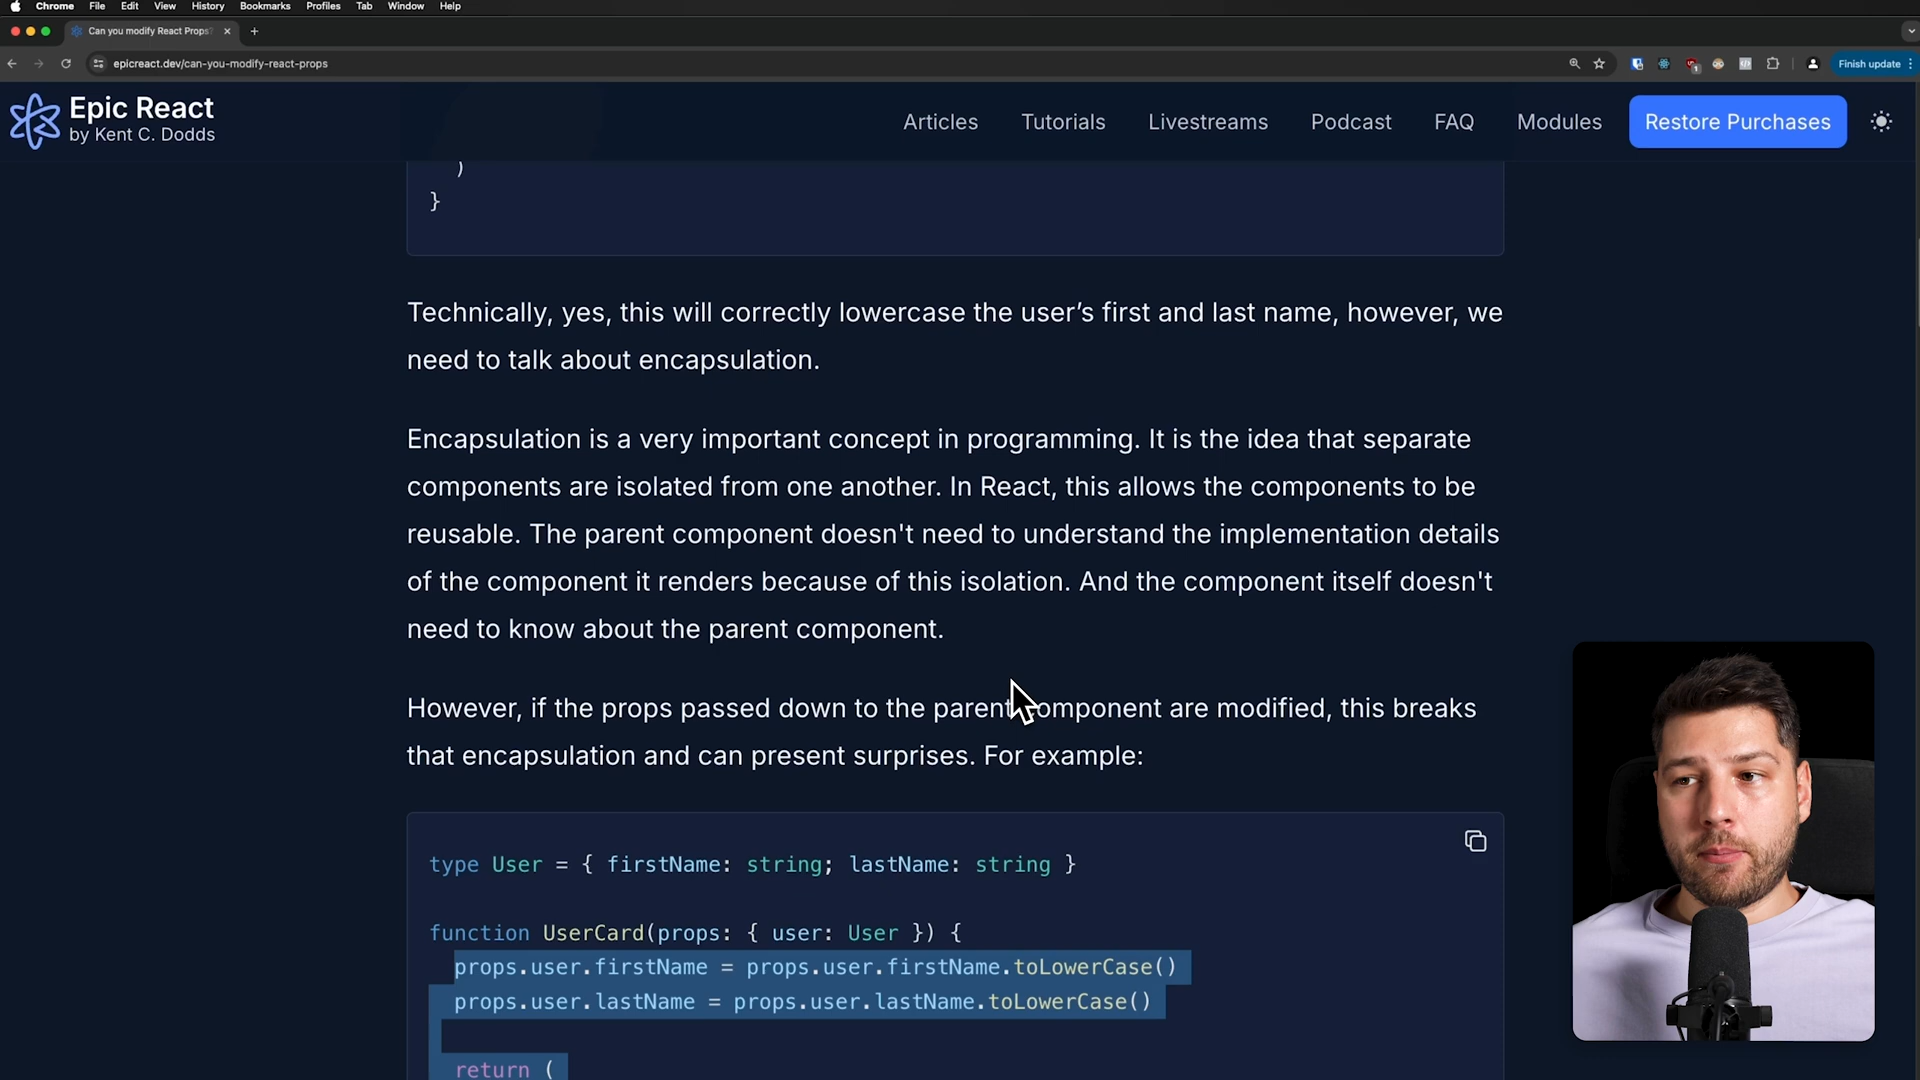 Chrome File Edit View History Bookmarks Profiles Tab Window Help
Can you modify React Props?
epicreact.dev/can-you-modify-react-props
1
Finish update
Epic React
by Kent C. Dodds
Articles Tutorials Livestreams Podcast FAQ Modules Restore Purchases
)
}
Technically, yes, this will correctly lowercase the user’s first and last name, however, we
need to talk about encapsulation.
Encapsulation is a very important concept in programming. It is the idea that separate
components are isolated from one another. In React, this allows the components to be
reusable. The parent component doesn't need to understand the implementation details
of the component it renders because of this isolation. And the component itself doesn't
need to know about the parent component.
However, if the props passed down to the parent component are modified, this breaks
that encapsulation and can present surprises. For example:
type User = { firstName: string; lastName: string }
function UserCard(props: { user: User }) {
props.user.firstName = props.user.firstName.toLowerCase()
props.user.lastName = props.user.lastName.toLowerCase()
return (